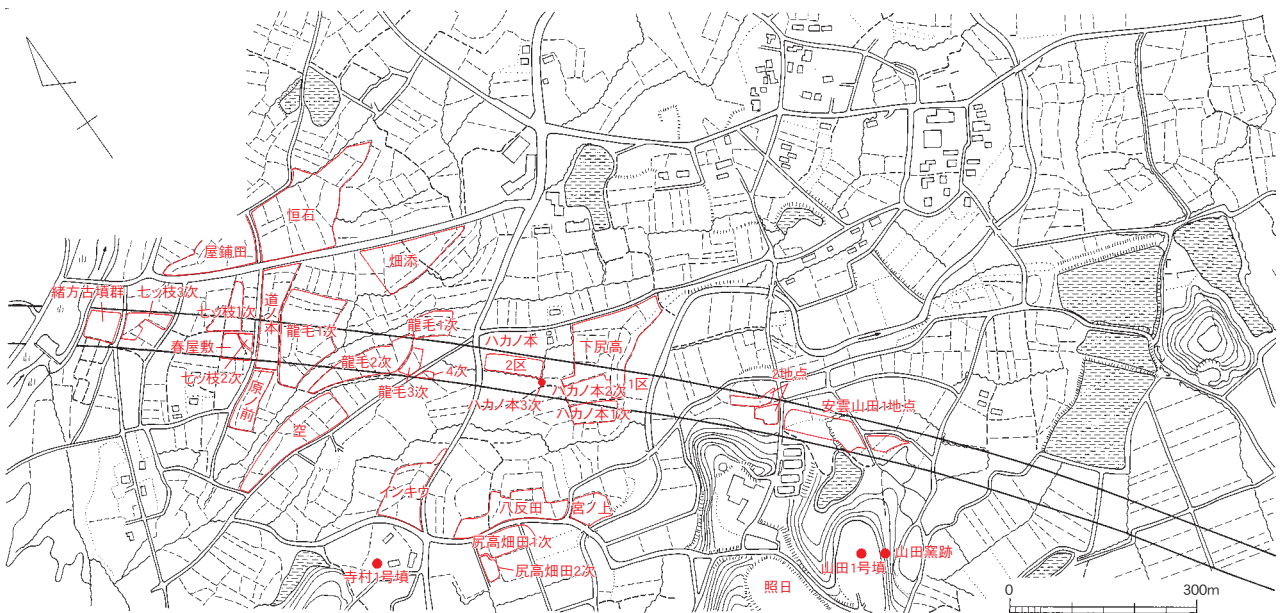 恒石
屋鋪田
畑添
緒方古墳群
七ッ枝3次
七ッ枝1次
道ノ本
龍毛1次
龍毛1次
春屋敷
七ッ枝2次
龍毛2次
4次
龍毛3次
原ノ前
空
ハカノ本
2区
下尻高
1区
ハカノ本2次
ハカノ本3次
ハカノ本1次
2地点
安雲山田1地点
インキウ
八反田
宮ノ上
尻高畑田1次
尻高畑田2次
寺村1号墳
照日
山田1号墳
山田窯跡
0
300m